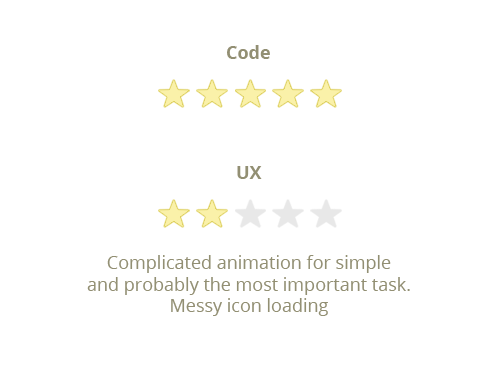 Code
UX
Complicated animation for simple
and probably the most important task.
Messy icon loading